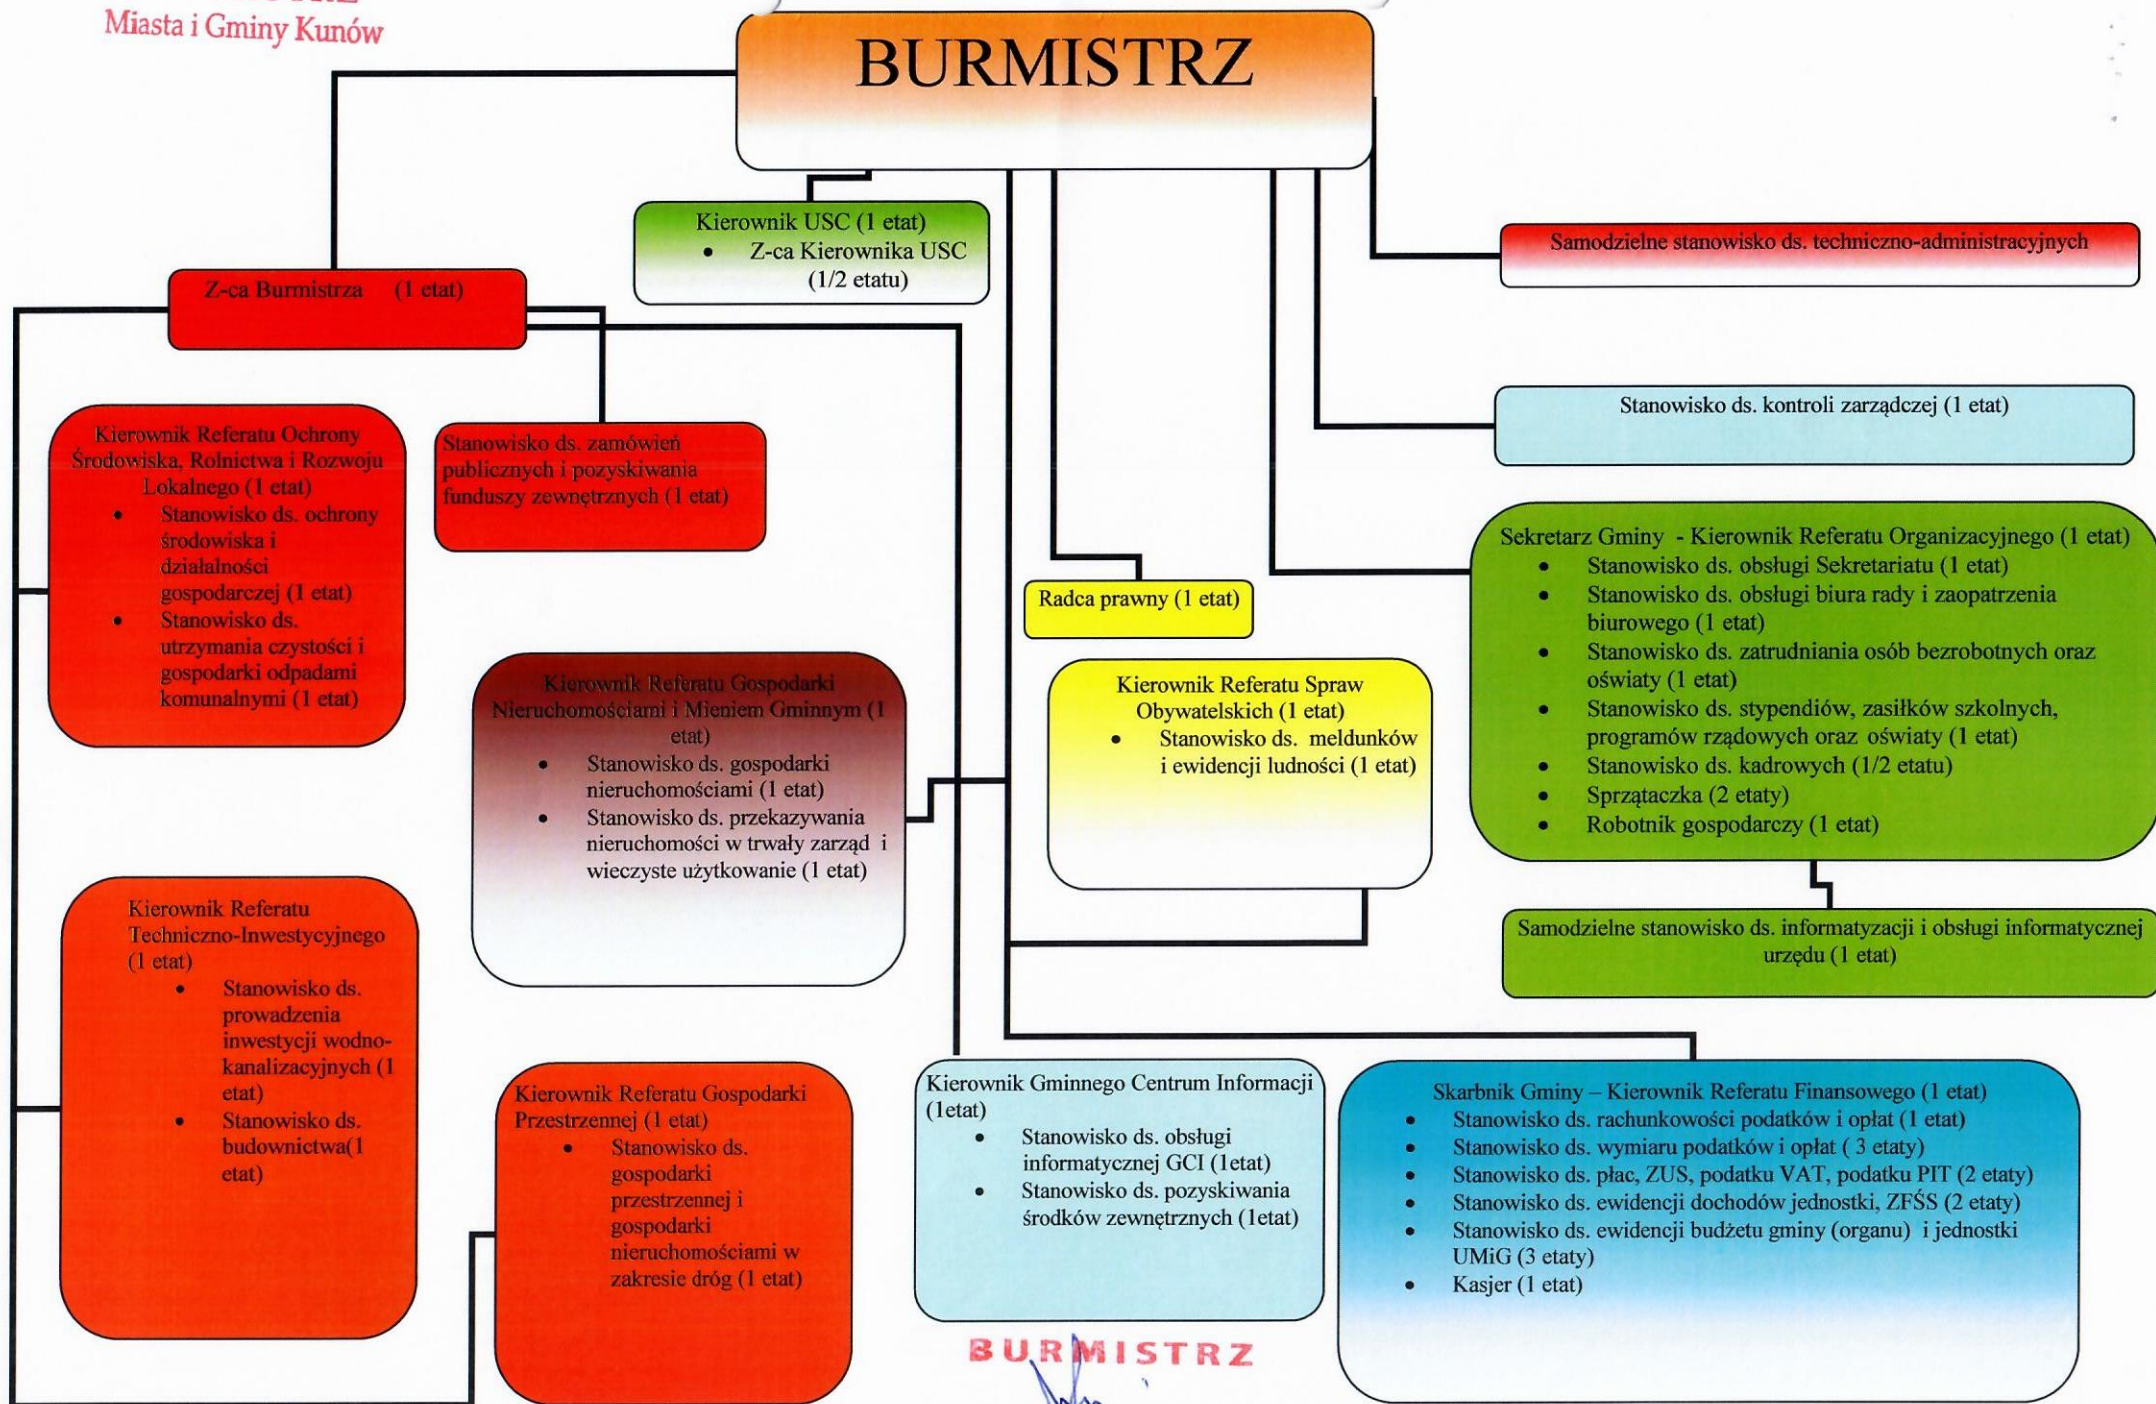 Miasta i Gminy Kunów
BURMISTRZ
Kierownik USC (1 etat)
• Z-ca Kierownika USC
(1/2 etatu)
Samodzielne stanowisko ds. techniczno-administracyjnych
Z-ca Burmistrza (1 etat)
Stanowisko ds. kontroli zarządczej (1 etat)
Kierownik Referatu Ochrony
Środowiska, Rolnictwa i Rozwoju
Lokalnego (1 etat)
• Stanowisko ds. ochrony
środowiska i
działalności
gospodarczej (1 etat)
• Stanowisko ds.
utrzymania czystości i
gospodarki odpadami
komunalnymi (1 etat)
Stanowisko ds. zamówień
publicznych i pozyskiwania
funduszy zewnętrznych (1 etat)
Sekretarz Gminy - Kierownik Referatu Organizacyjnego (1 etat)
• Stanowisko ds. obsługi Sekretariatu (1 etat)
• Stanowisko ds. obsługi biura rady i zaopatrzenia
biurowego (1 etat)
• Stanowisko ds. zatrudniania osób bezrobotnych oraz
oświaty (1 etat)
• Stanowisko ds. stypendiów, zasiłków szkolnych,
programów rządowych oraz oświaty (1 etat)
• Stanowisko ds. kadrowych (1/2 etatu)
• Sprzątaczka (2 etaty)
• Robotnik gospodarczy (1 etat)
Radca prawny (1 etat)
Kierownik Referatu Gospodarki
Nieruchomościami i Mieniem Gminnym (1
etat)
• Stanowisko ds. gospodarki
nieruchomościami (1 etat)
• Stanowisko ds. przekazywania
nieruchomości w trwały zarząd i
wieczyste użytkowanie (1 etat)
Kierownik Referatu Spraw
Obywatelskich (1 etat)
• Stanowisko ds. meldunków
i ewidencji ludności (1 etat)
Kierownik Referatu
Techniczno-Inwestycyjnego
(1 etat)
• Stanowisko ds.
prowadzenia
inwestycji wodno-
kanalizacyjnych (1
etat)
• Stanowisko ds.
budownictwa(1
etat)
Samodzielne stanowisko ds. informatyzacji i obsługi informatycznej
urzędu (1 etat)
Kierownik Referatu Gospodarki
Przestrzennej (1 etat)
• Stanowisko ds.
gospodarki
przestrzennej i
gospodarki
nieruchomościami w
zakresie dróg (1 etat)
Kierownik Gminnego Centrum Informacji
(1etat)
• Stanowisko ds. obsługi
informatycznej GCI (1etat)
• Stanowisko ds. pozyskiwania
środków zewnętrznych (1etat)
Skarbnik Gminy – Kierownik Referatu Finansowego (1 etat)
• Stanowisko ds. rachunkowości podatków i opłat (1 etat)
• Stanowisko ds. wymiaru podatków i opłat ( 3 etaty)
• Stanowisko ds. płac, ZUS, podatku VAT, podatku PIT (2 etaty)
• Stanowisko ds. ewidencji dochodów jednostki, ZFŚS (2 etaty)
• Stanowisko ds. ewidencji budżetu gminy (organu) i jednostki
UMiG (3 etaty)
• Kasjer (1 etat)
BURMISTRZ